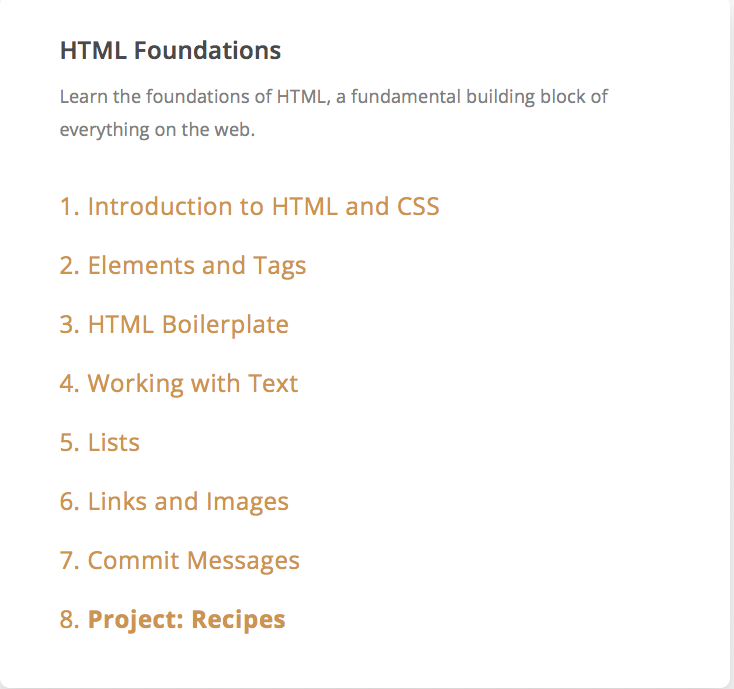 HTML Foundations
Learn the foundations of HTML, a fundamental building block of
everything on the web.
1. Introduction to HTML and CSS
2. Elements and Tags
3. HTML Boilerplate
4. Working with Text
5. Lists
6. Links and Images
7. Commit Messages
8. Project: Recipes